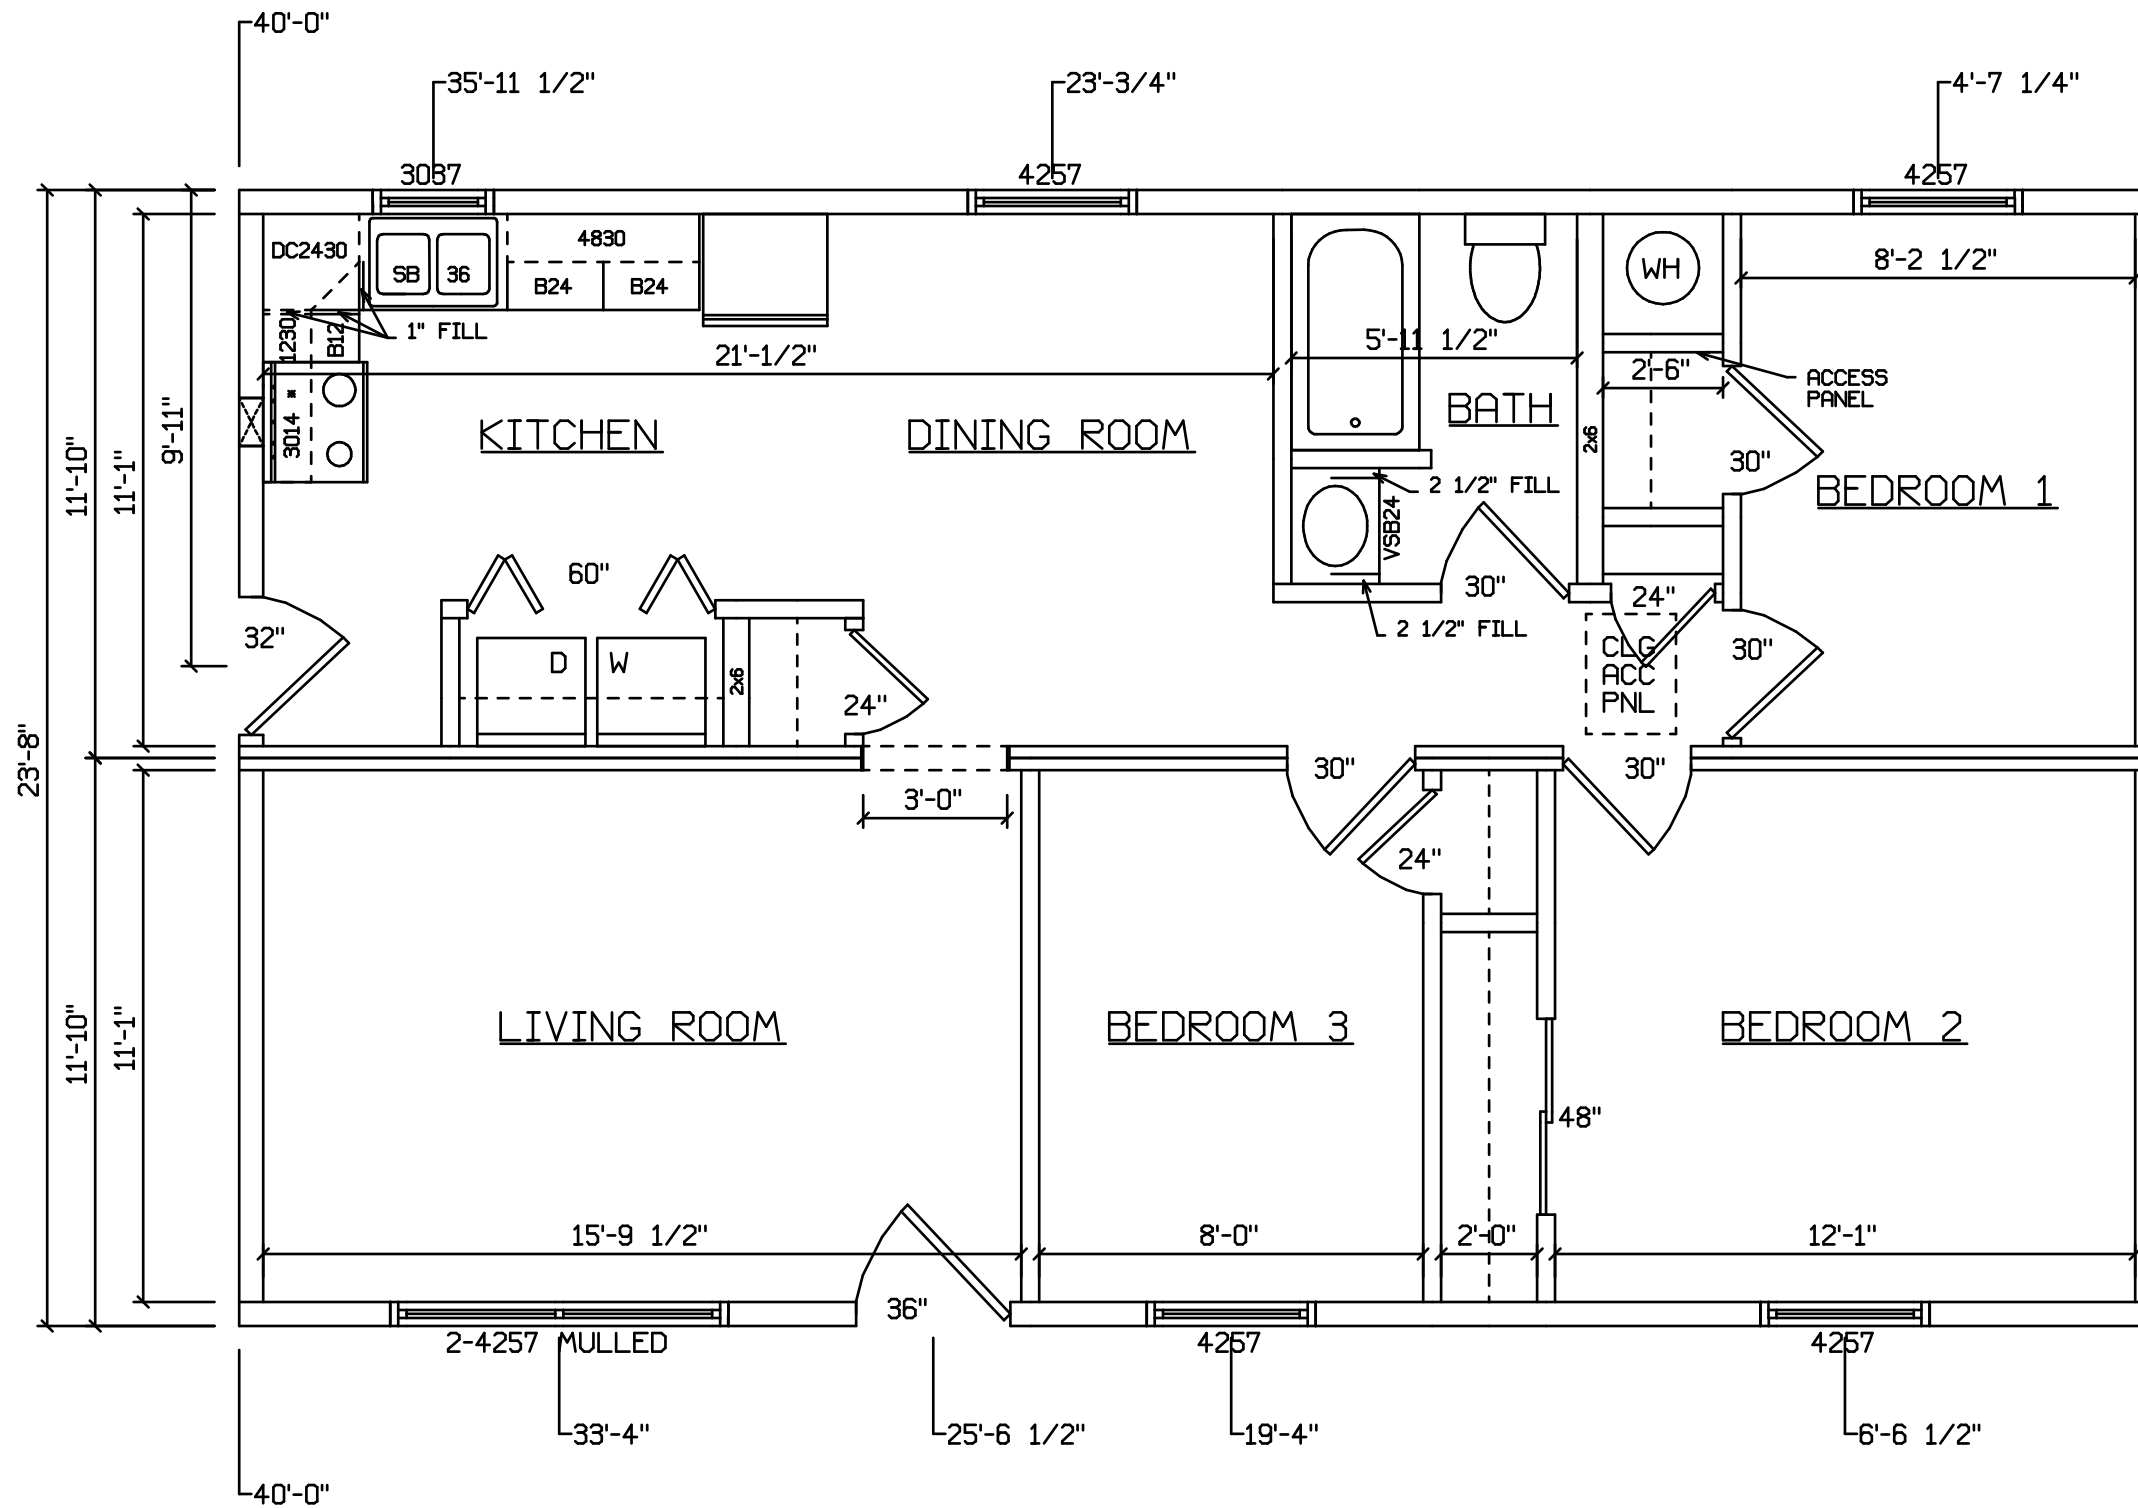 40'-0"
35'-11 1/2"
23'-3/4"
4'-7 1/4"
3037
4257
4257
DC2430
SB 36
4830
B24
B24
WH
8'-2 1/2"
1230
B12
1" FILL
21'-1/2"
5'-11 1/2"
2'-6"
ACCESS
PANEL
3014 *
9'-11"
11'-10"
11'-1"
KITCHEN
DINING ROOM
BATH
2x6
30"
BEDROOM 1
2 1/2" FILL
VSB24
60"
30"
24"
2 1/2" FILL
32"
D
W
2x6
24"
CLG
ACC
PNL
30"
23'-8"
30"
30"
3'-0"
24"
11'-10"
11'-1"
LIVING ROOM
BEDROOM 3
BEDROOM 2
48"
15'-9 1/2"
8'-0"
2'-0"
12'-1"
36"
2-4257 MULLED
4257
4257
33'-4"
25'-6 1/2"
19'-4"
6'-6 1/2"
40'-0"